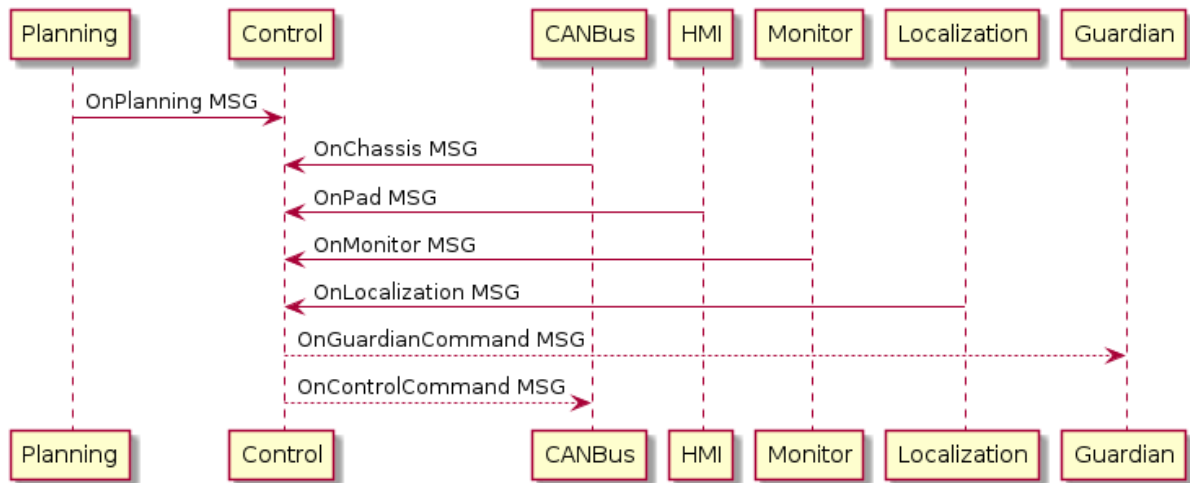 Planning Control CANBus HMI Monitor Localization Guardian
OnPlanning MSG
OnChassis MSG
OnPad MSG
OnMonitor MSG
OnLocalization MSG
OnGuardianCommand MSG
OnControlCommand MSG
Planning Control CANBus HMI Monitor Localization Guardian